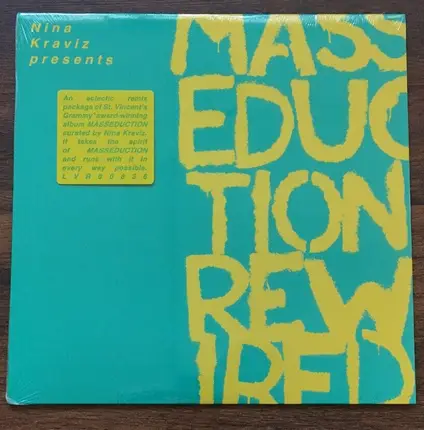 Nina
Kraviz
presents
MASS
EDUC
TION
REW
IRED
An eclectic remix
package of St. Vincent's
Grammy®award-winning
album MASSEDUCTION
curated by Nina Kraviz.
It takes the spirit
of MASSEDUCTION
and runs with it in
every way possible.